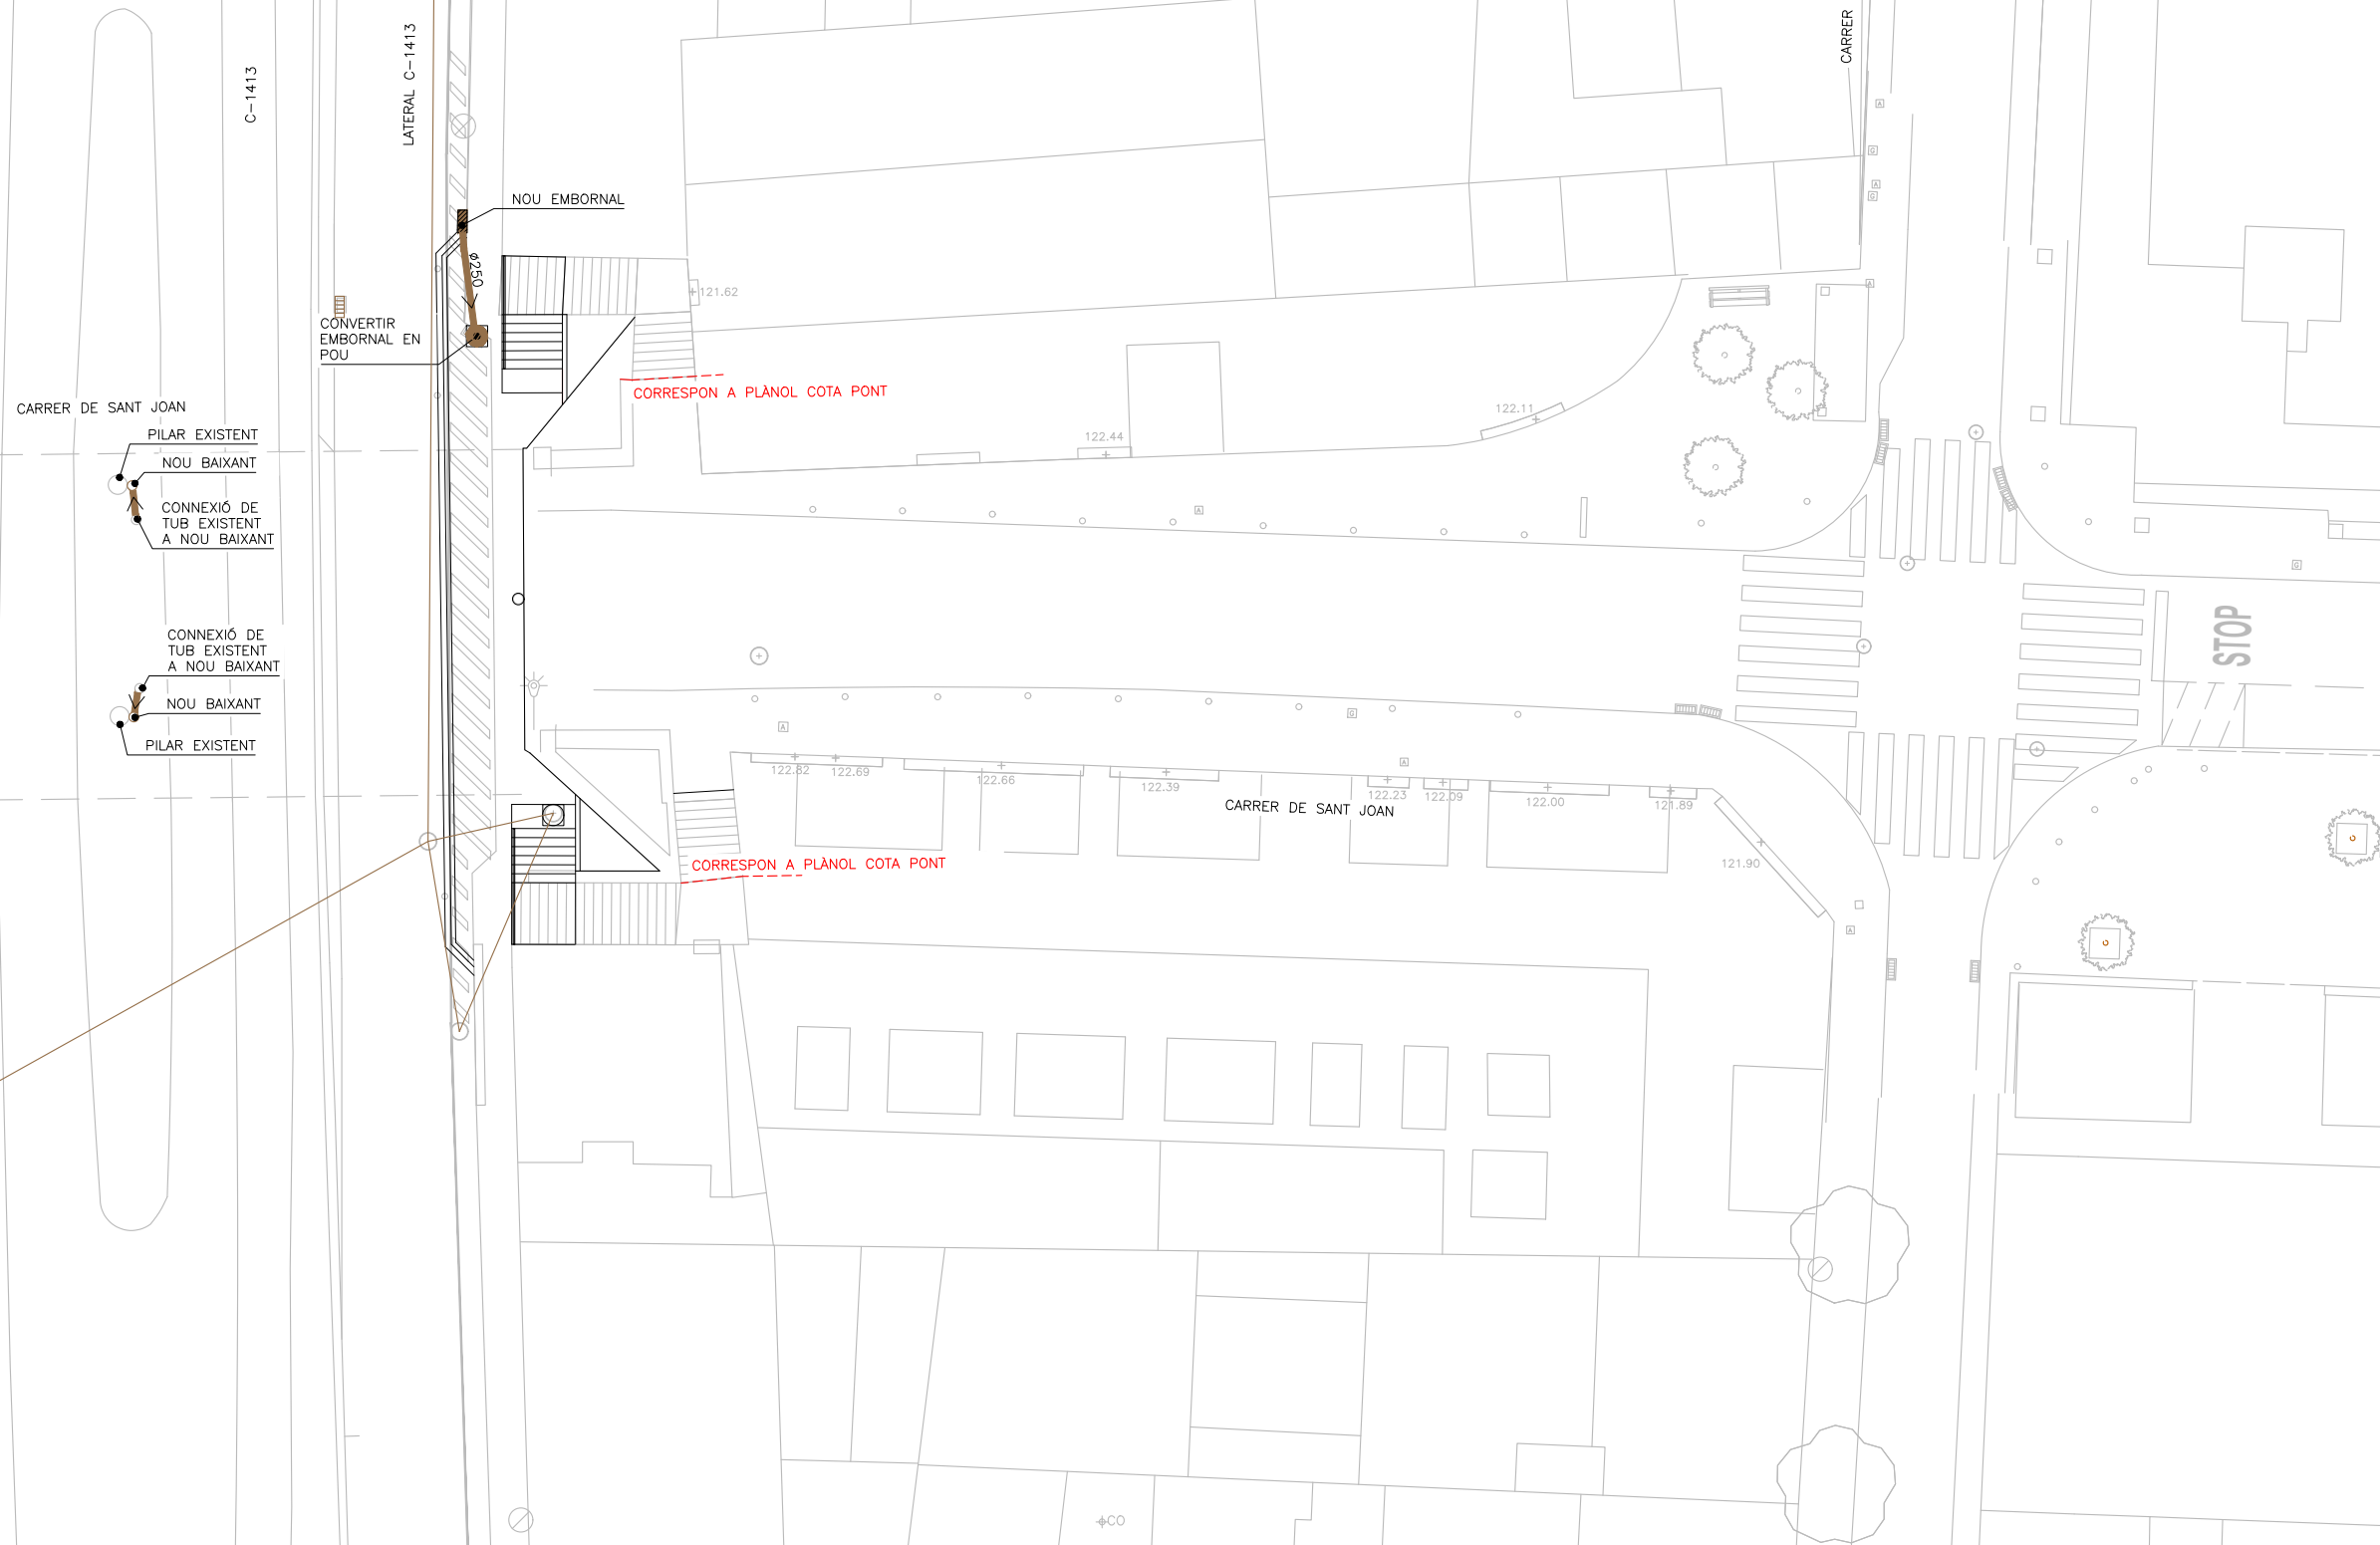 C-1413
LATERAL C-1413
CARRER
NOU EMBORNAL
ø250
121.62
CONVERTIR
EMBORNAL EN
POU
CORRESPON A PLÀNOL COTA PONT
CARRER DE SANT JOAN
PILAR EXISTENT
NOU BAIXANT
CONNEXIÓ DE
TUB EXISTENT
A NOU BAIXANT
122.44
122.11
CONNEXIÓ DE
TUB EXISTENT
A NOU BAIXANT
NOU BAIXANT
PILAR EXISTENT
STOP
122.82
122.69
122.66
122.39
122.23
122.09
122.00
121.89
CARRER DE SANT JOAN
121.90
CORRESPON A PLÀNOL COTA PONT
CO
A
G
A
G
A
A
G
A
G
A
A